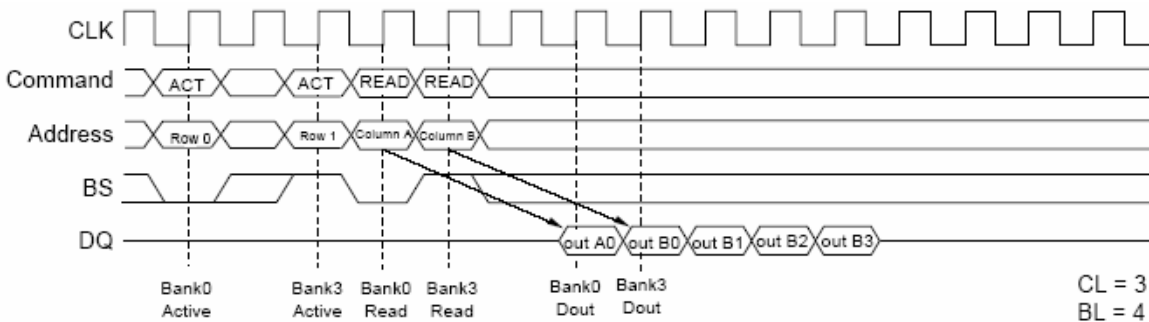 CLK
Command ACT ACT READ READ
Address Row 0 Row 1 Column A Column B
BS
DQ out A0 out B0 out B1 out B2 out B3
Bank0 Bank3 Bank0 Bank3 Bank0 Bank3 CL = 3
Active Active Read Read Dout Dout BL = 4